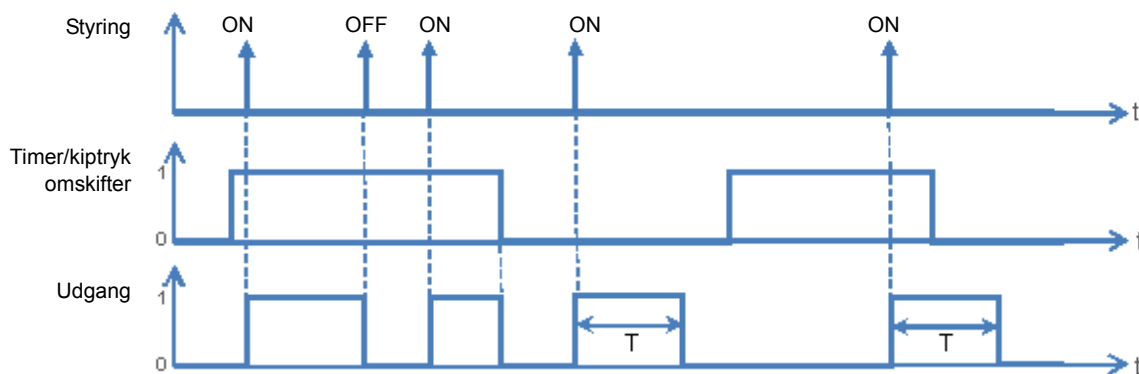 Styring ON OFF ON ON ON
t
Timer/kiptryk
omskifter
1
0
t
Udgang
1
T T
0
t